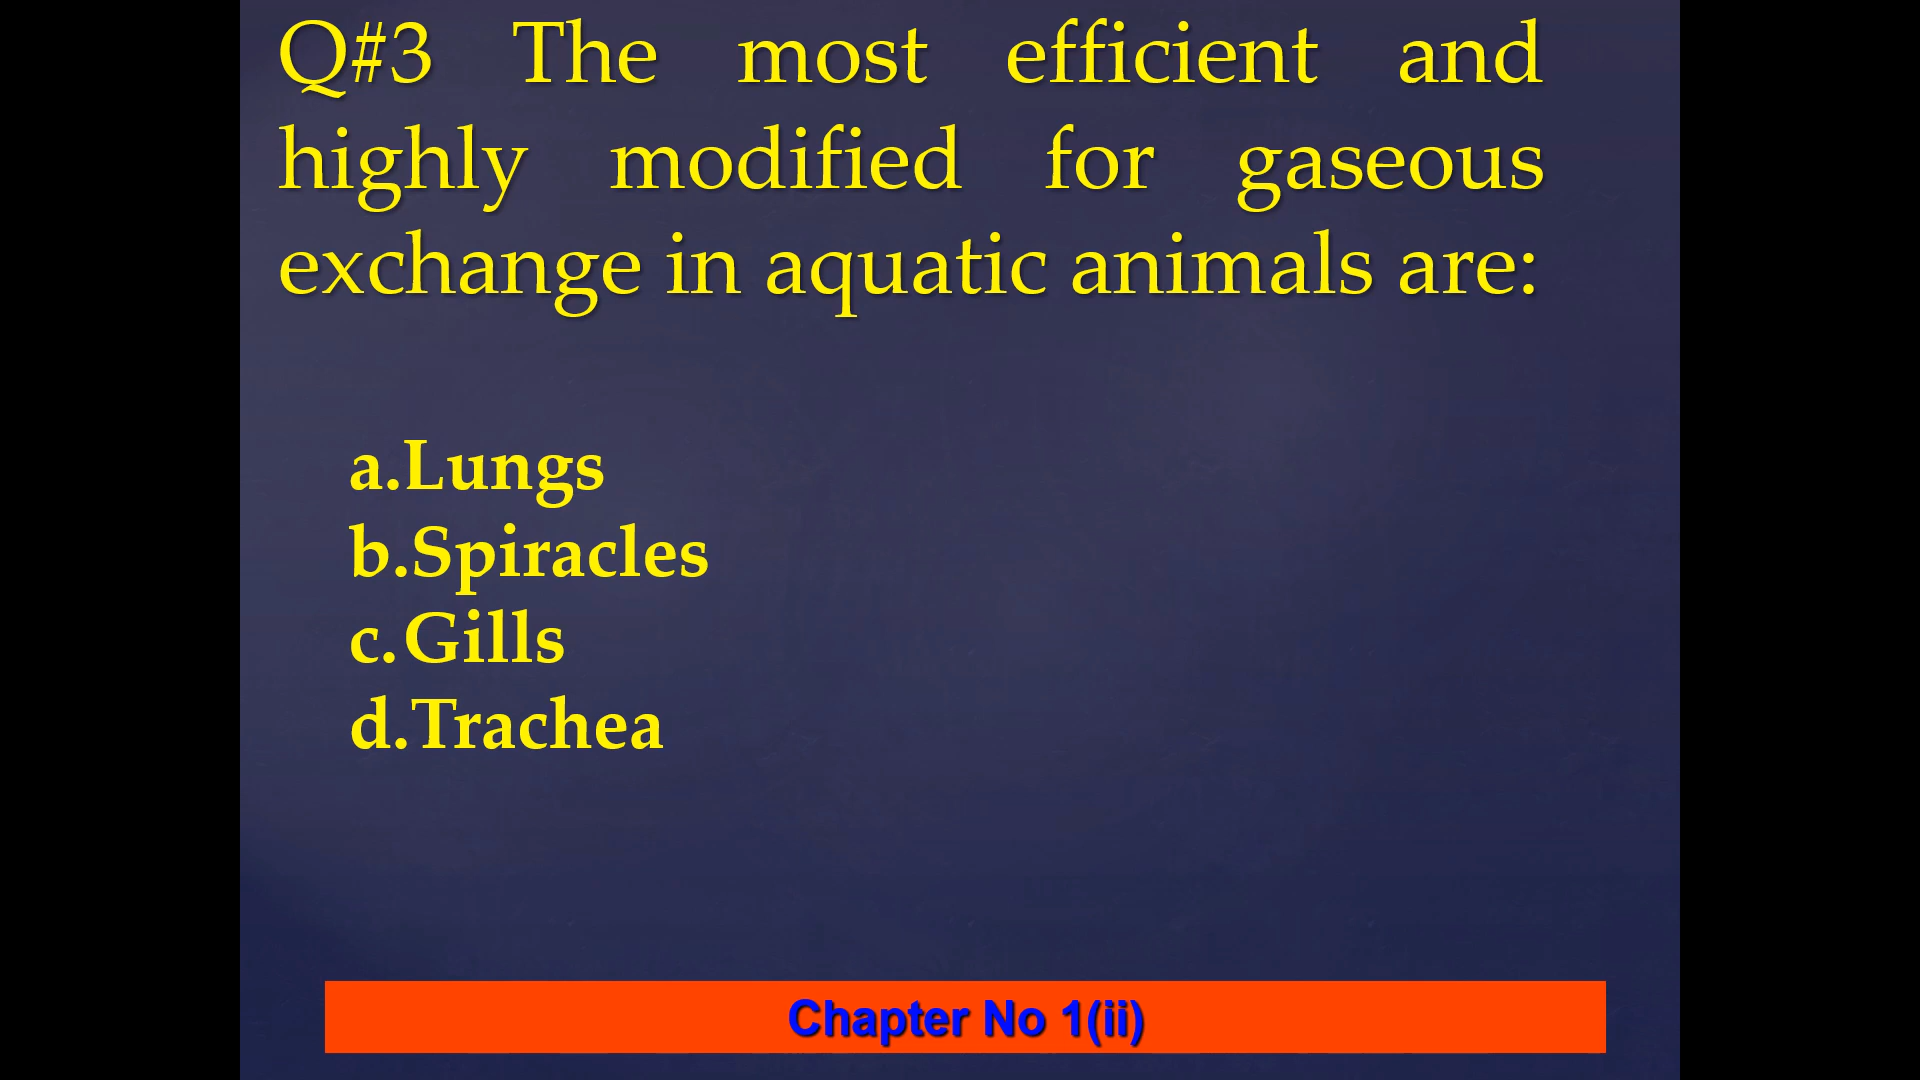 Q#3 The most efficient and
highly modified for gaseous
exchange in aquatic animals are:
a.Lungs
b.Spiracles
c.Gills
d.Trachea
Chapter No 1(ii)